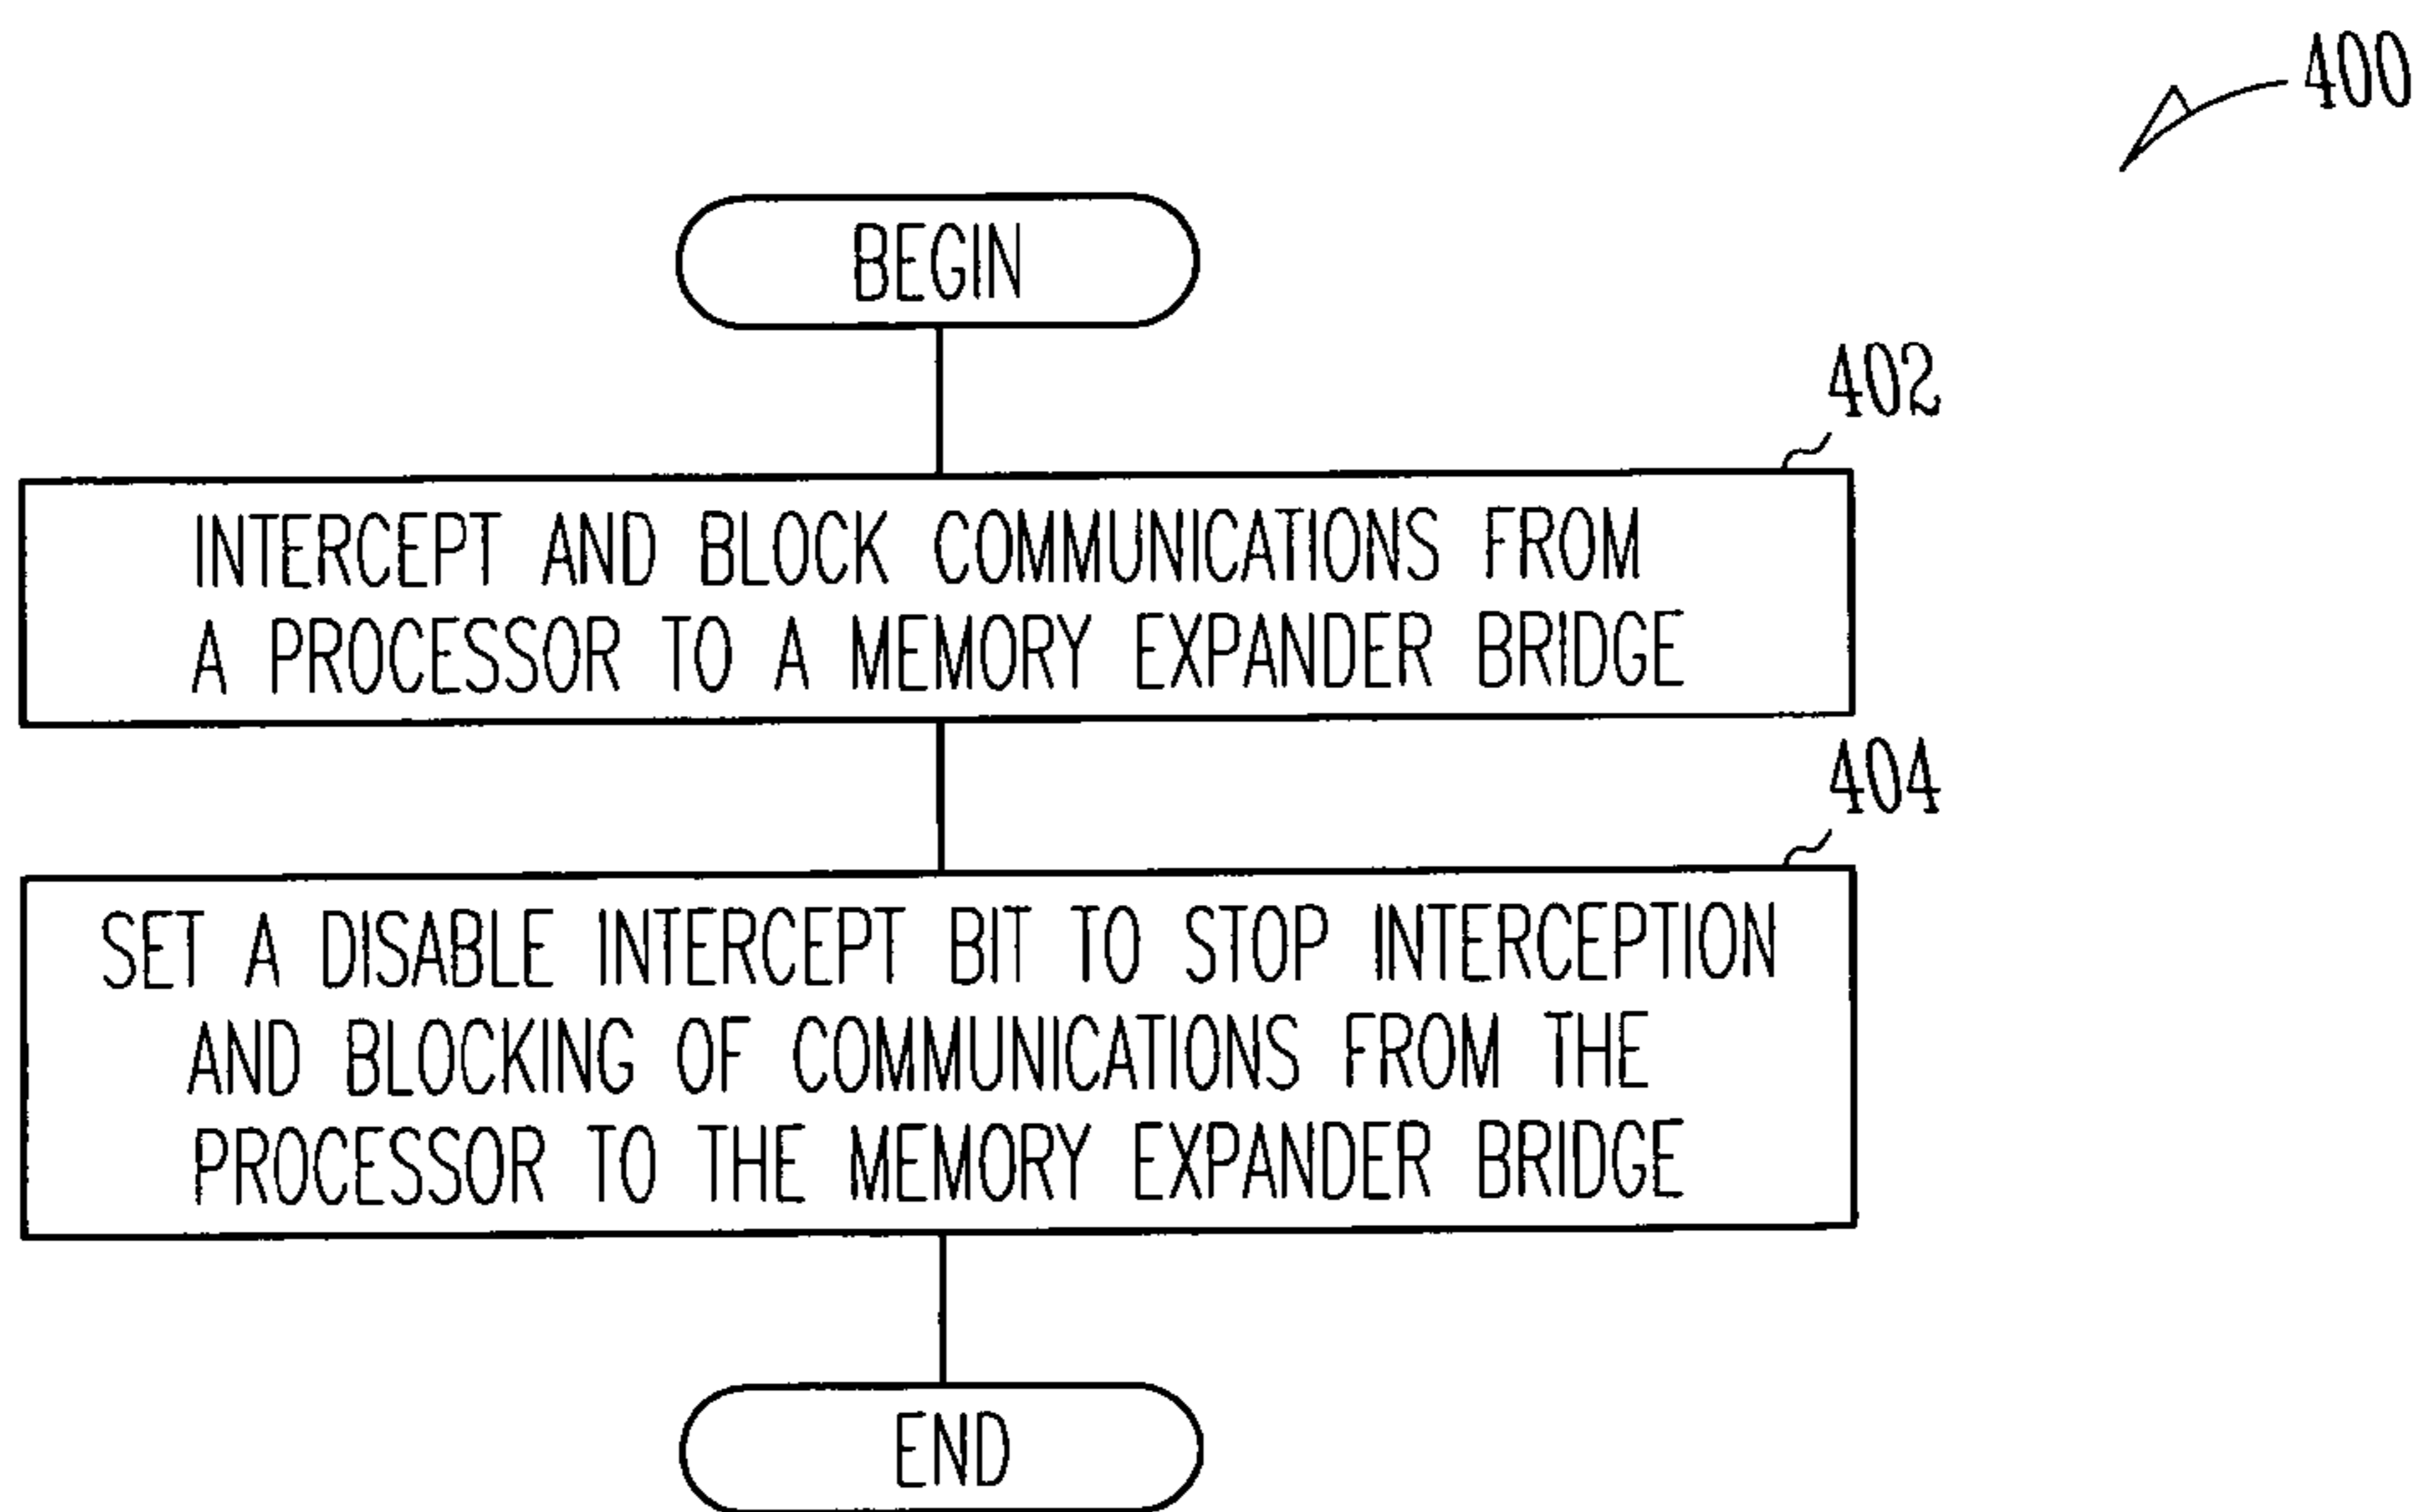 400
BEGIN
402
INTERCEPT AND BLOCK COMMUNICATIONS FROM
A PROCESSOR TO A MEMORY EXPANDER BRIDGE
404
SET A DISABLE INTERCEPT BIT TO STOP INTERCEPTION
AND BLOCKING OF COMMUNICATIONS FROM THE
PROCESSOR TO THE MEMORY EXPANDER BRIDGE
END